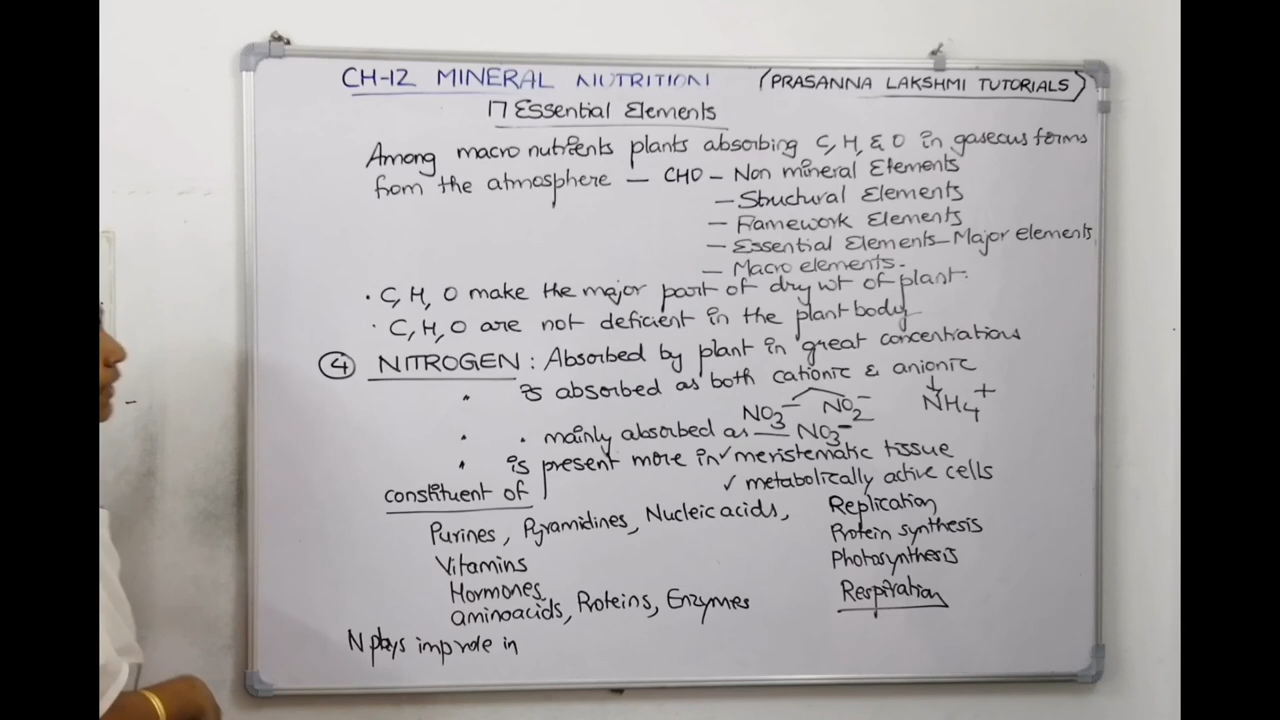 CH-12 MINERAL NUTRITION (PRASANNA LAKSHMI TUTORIALS)
17 Essential Elements
Among macro nutrients plants absorbing C, H, & O in gaseous forms
from the atmosphere — CHO — Non mineral Elements
— Structural Elements
— Framework Elements
— Essential Elements — Major elements
— Macro elements.
• C, H, O make the major part of dry wt of plant.
• C, H, O are not deficient in the plant body
④ NITROGEN : Absorbed by plant in great concentrations
• is absorbed as both cationic & anionic
NO₃⁻ NO₂⁻ ↓ NH₄⁺
• • mainly absorbed as — NO₃⁻
• is present more in ✓ meristematic tissue
✓ metabolically active cells
constituent of
Purines, Pyramidines, Nucleic acids,
Vitamins
Hormones,
aminoacids, Proteins, Enzymes
Replication
Protein synthesis
Photosynthesis
Respiration
N plays imp role in